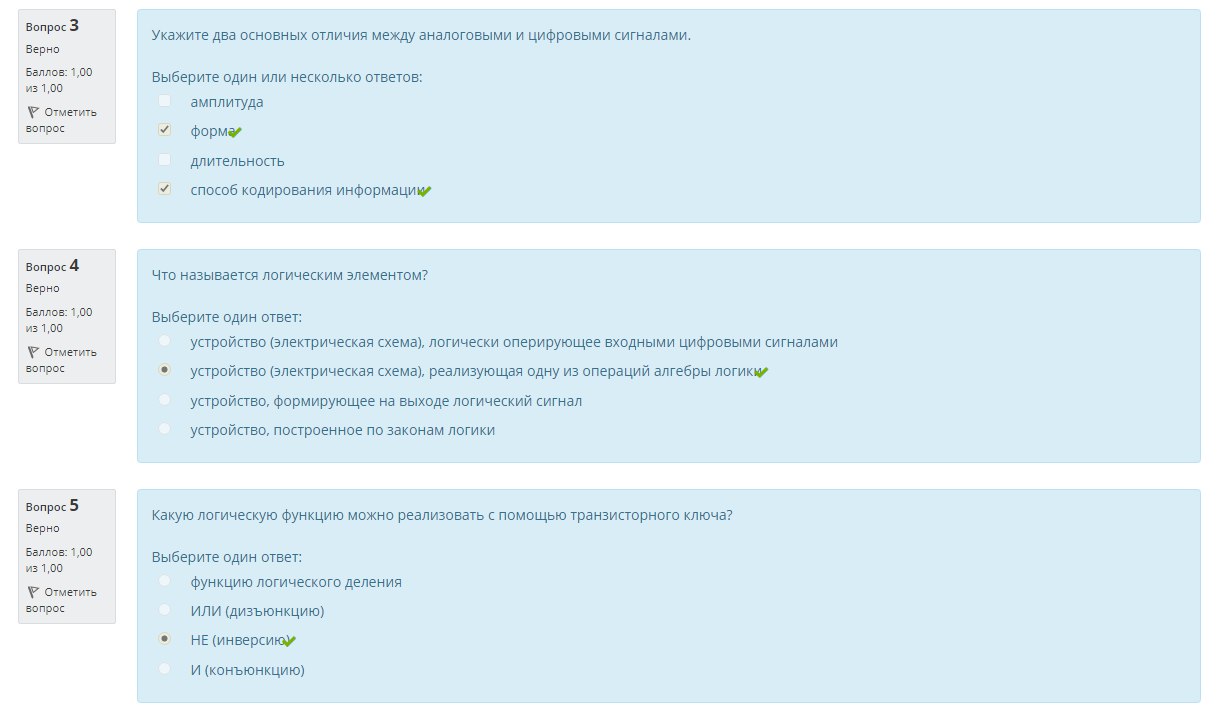 Вопрос 3
Верно
Баллов: 1,00
из 1,00
Отметить
вопрос
Укажите два основных отличия между аналоговыми и цифровыми сигналами.
Выберите один или несколько ответов:
амплитуда
форма
длительность
способ кодирования информации
Вопрос 4
Верно
Баллов: 1,00
из 1,00
Отметить
вопрос
Что называется логическим элементом?
Выберите один ответ:
устройство (электрическая схема), логически оперирующее входными цифровыми сигналами
устройство (электрическая схема), реализующая одну из операций алгебры логики
устройство, формирующее на выходе логический сигнал
устройство, построенное по законам логики
Вопрос 5
Верно
Баллов: 1,00
из 1,00
Отметить
вопрос
Какую логическую функцию можно реализовать с помощью транзисторного ключа?
Выберите один ответ:
функцию логического деления
ИЛИ (дизъюнкцию)
НЕ (инверсию)
И (конъюнкцию)